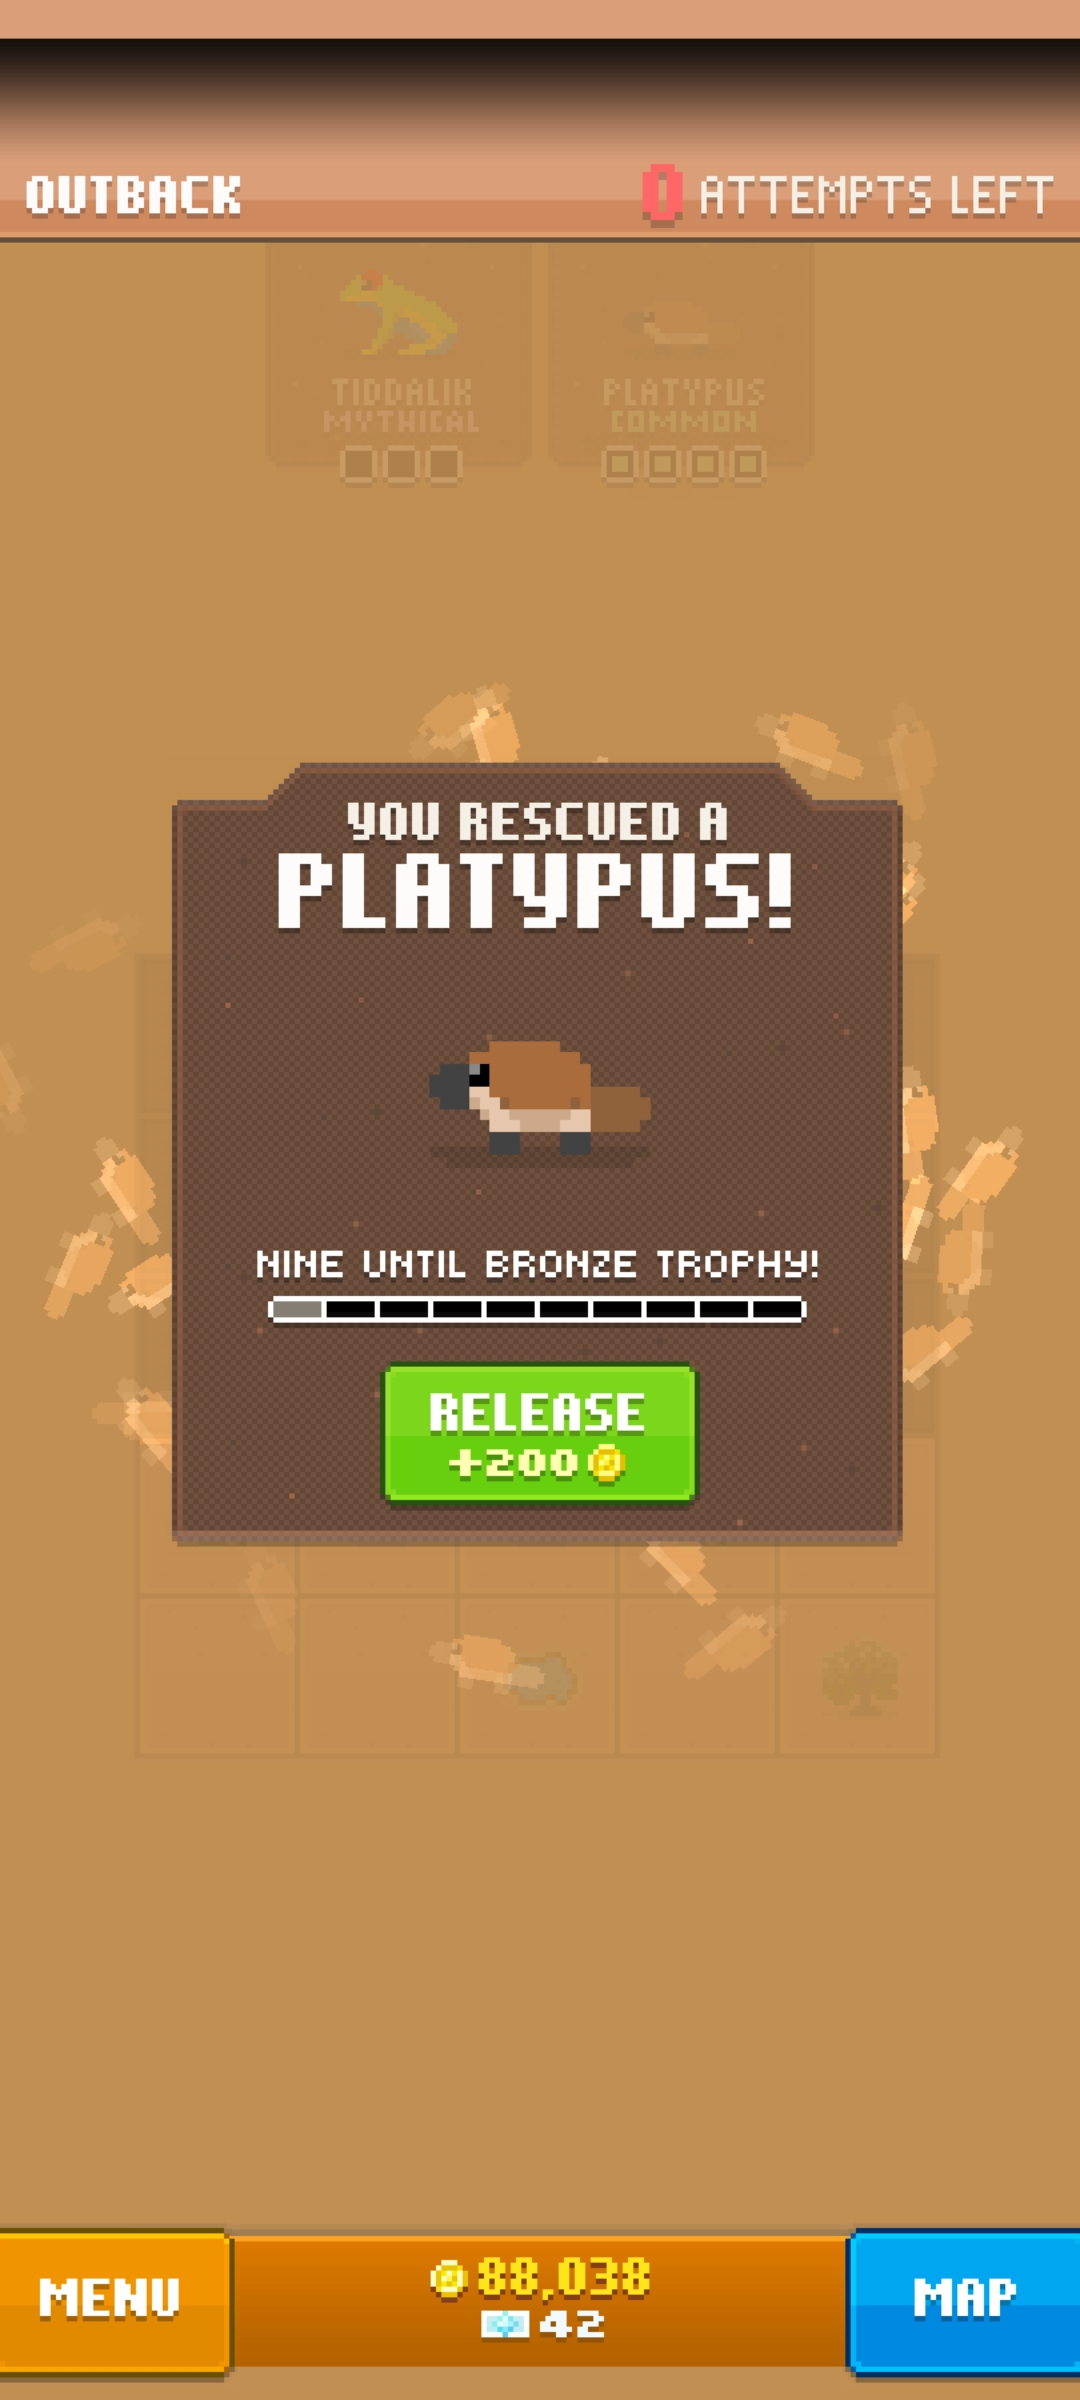 OUTBACK
0 ATTEMPTS LEFT
TIDDALIK
MYTHICAL
PLATYPUS
COMMON
YOU RESCUED A
PLATYPUS!
NINE UNTIL BRONZE TROPHY!
RELEASE
+200
MENU
88,038
42
MAP